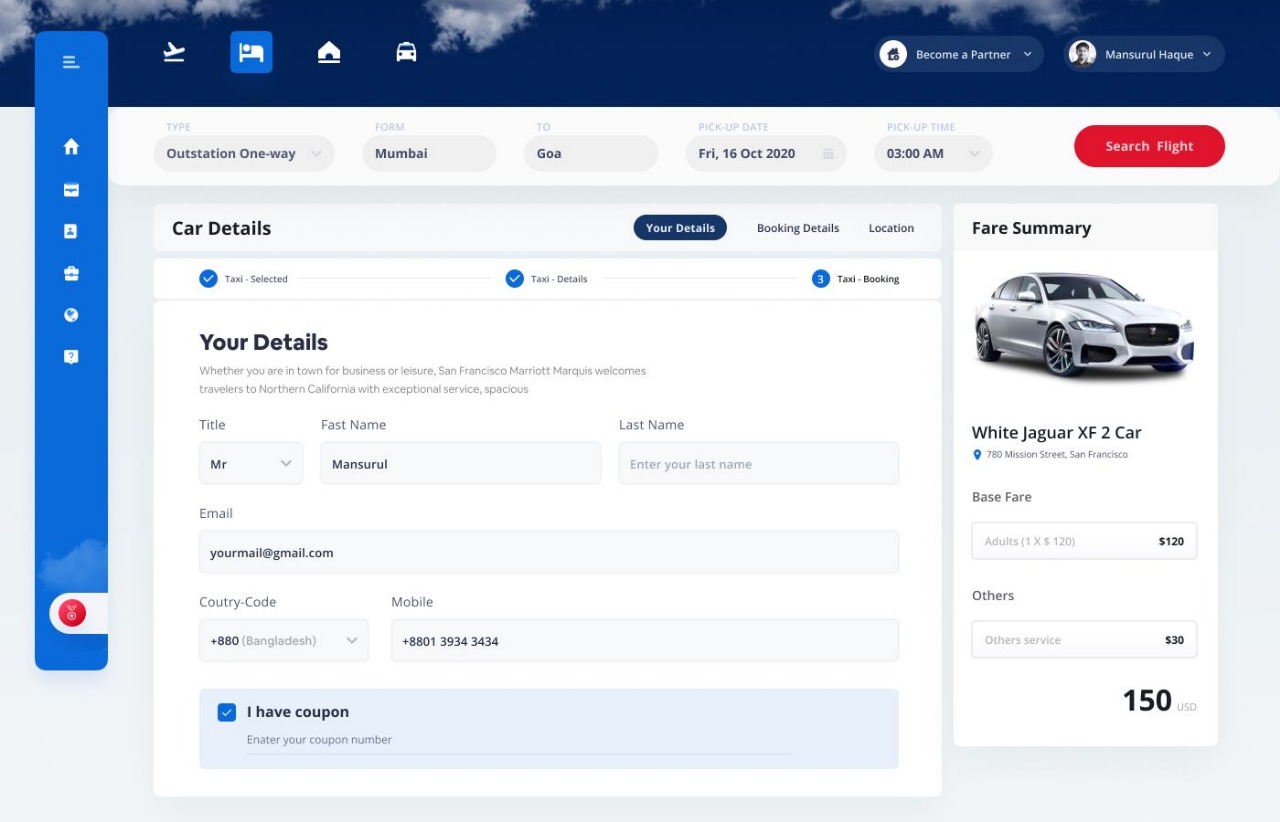 Become a Partner
Mansurul Haque
TYPE
FORM
TO
PICK-UP DATE
PICK-UP TIME
Outstation One-way
Mumbai
Goa
Fri, 16 Oct 2020
03:00 AM
Search Flight
Car Details
Your Details
Booking Details
Location
Taxi - Selected
Taxi - Details
3
Taxi - Booking
Your Details
Whether you are in town for business or leisure, San Francisco Marriott Marquis welcomes
travelers to Northern California with exceptional service, spacious
Title
Fast Name
Last Name
Mr
Mansurul
Enter your last name
Email
yourmail@gmail.com
Coutry-Code
Mobile
+880 (Bangladesh)
+8801 3934 3434
I have coupon
Enater your coupon number
Fare Summary
White Jaguar XF 2 Car
780 Mission Street, San Francisco
Base Fare
Adults (1 X $ 120)
$120
Others
Others service
$30
150 USD